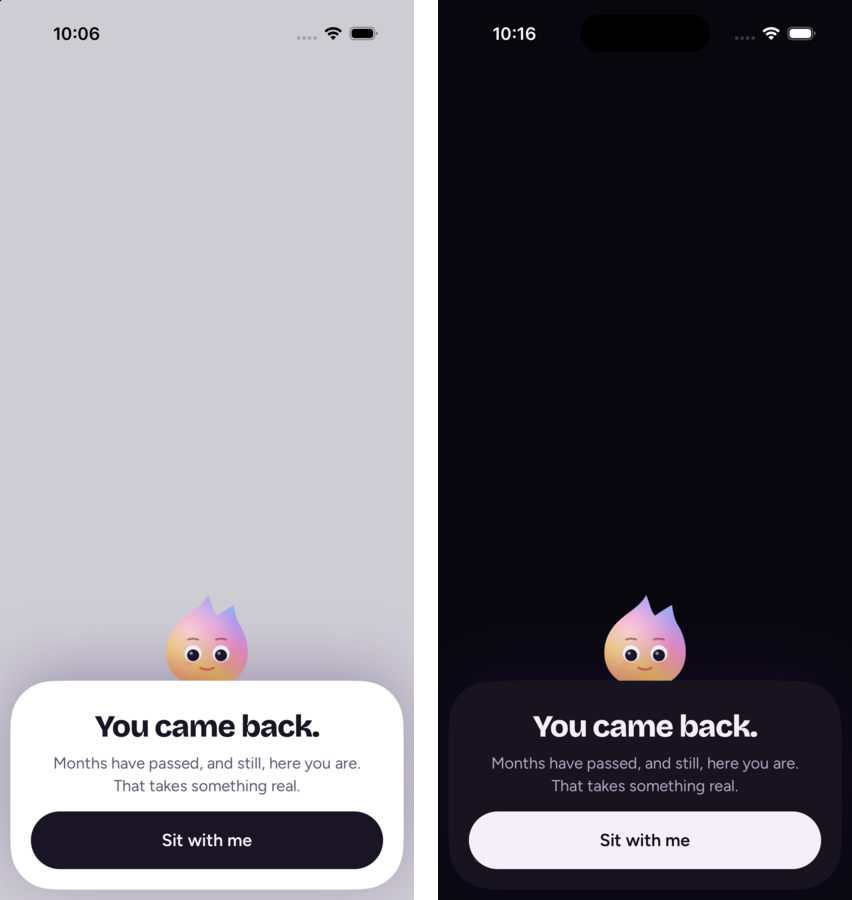 10:06
You came back.
Months have passed, and still, here you are.
That takes something real.
Sit with me
10:16
You came back.
Months have passed, and still, here you are.
That takes something real.
Sit with me